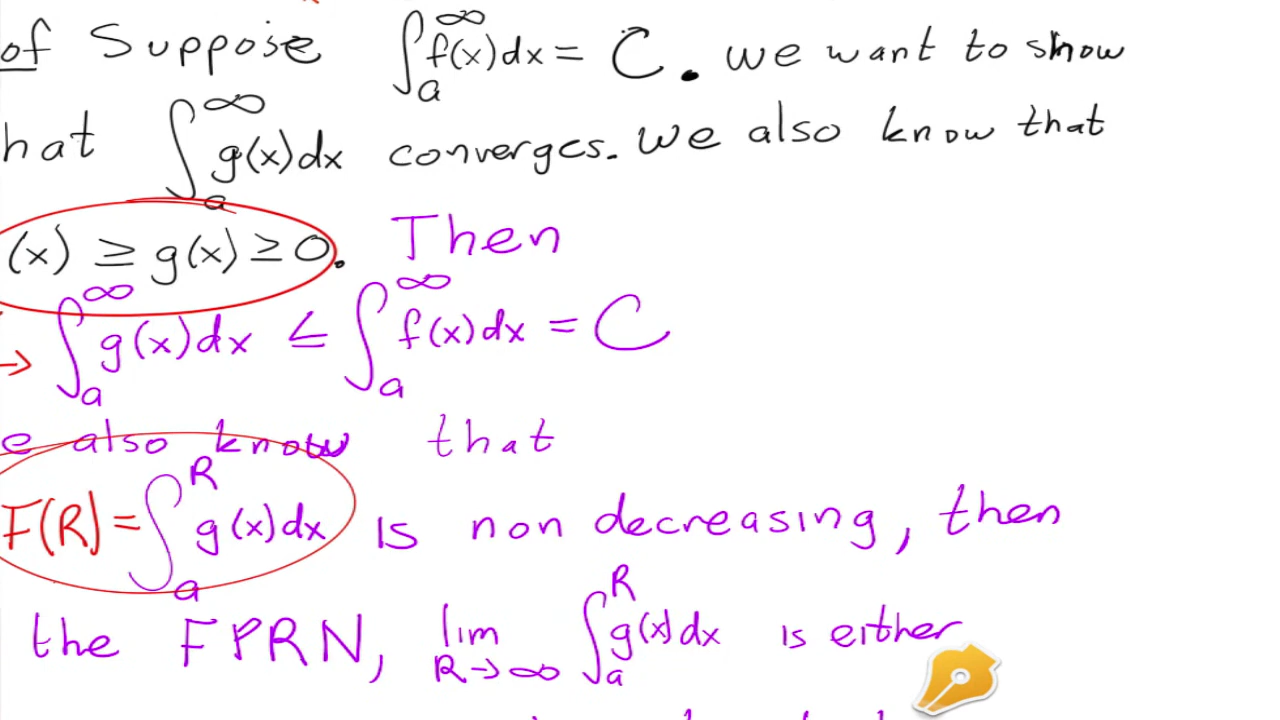 of Suppose ∫_a^∞ f(x)dx = C. we want to show
hat ∫_a^∞ g(x)dx converges. We also know that
(x) ≥ g(x) ≥ 0. Then
→ ∫_a^∞ g(x)dx ≤ ∫_a^∞ f(x)dx = C
e also know that
F(R) = ∫_a^R g(x)dx is non decreasing, then
the FPRN, lim_{R→∞} ∫_a^R g(x)dx is either